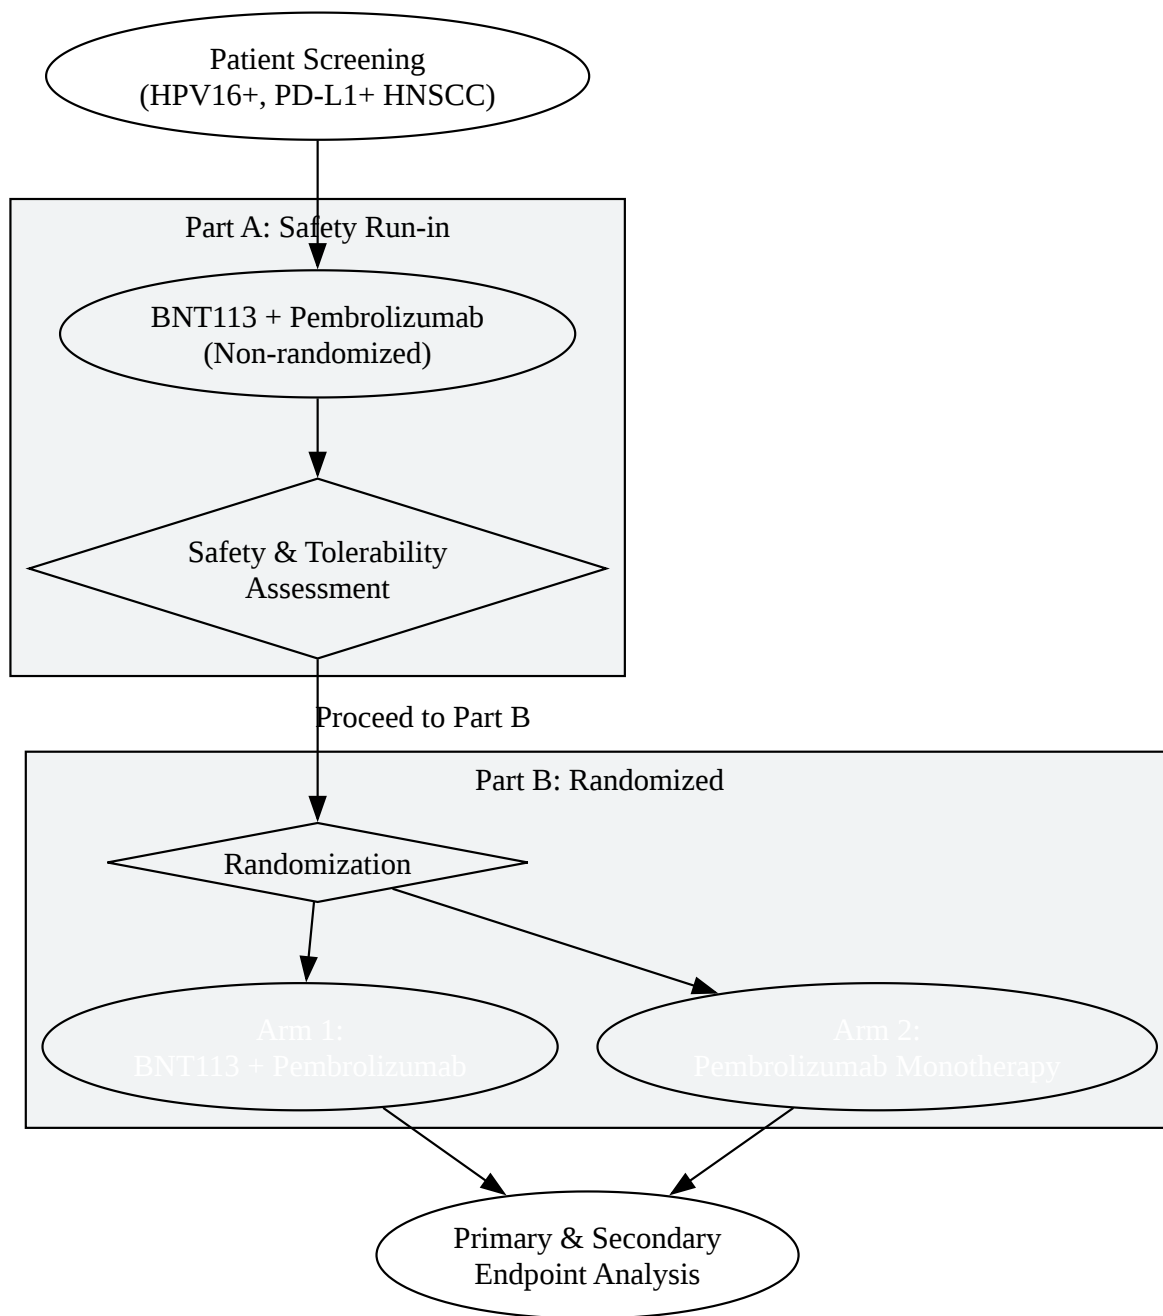 Patient Screening
(HPV16+, PD-L1+ HNSCC)
Part A: Safety Run-in
BNT113 + Pembrolizumab
(Non-randomized)
Safety & Tolerability
Assessment
Proceed to Part B
Part B: Randomized
Randomization
Arm 1:
BNT113 + Pembrolizumab
Arm 2:
Pembrolizumab Monotherapy
Primary & Secondary
Endpoint Analysis